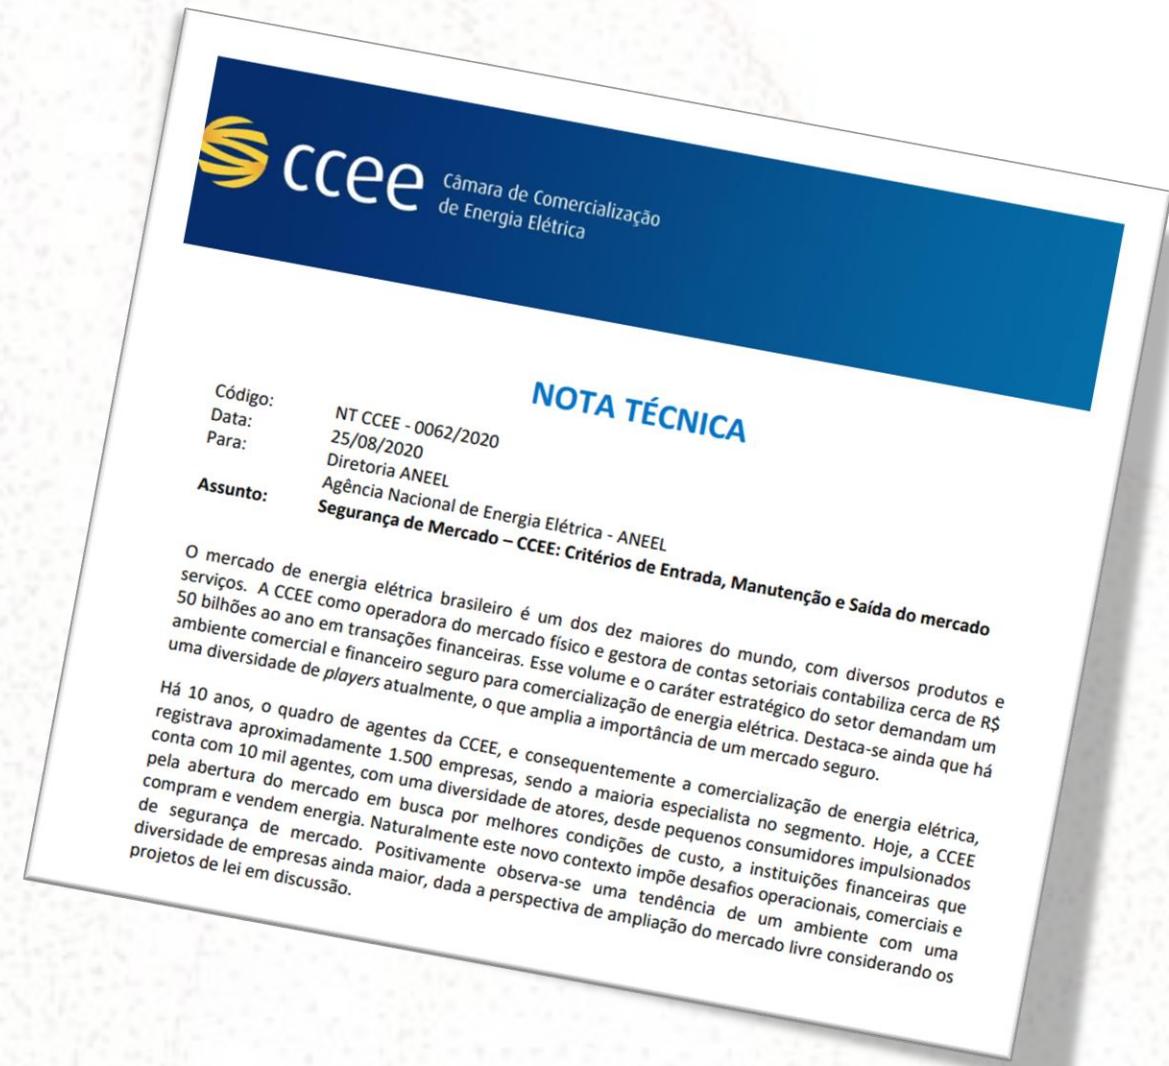 ccee
Câmara de Comercialização
de Energia Elétrica
NOTA TÉCNICA
Código: NT CCEE - 0062/2020
Data: 25/08/2020
Para: Diretoria ANEEL
Agência Nacional de Energia Elétrica - ANEEL
Assunto: Segurança de Mercado – CCEE: Critérios de Entrada, Manutenção e Saída do mercado
O mercado de energia elétrica brasileiro é um dos dez maiores do mundo, com diversos produtos e
serviços. A CCEE como operadora do mercado físico e gestora de contas setoriais contabiliza cerca de R$
50 bilhões ao ano em transações financeiras. Esse volume e o caráter estratégico do setor demandam um
ambiente comercial e financeiro seguro para comercialização de energia elétrica. Destaca-se ainda que há
uma diversidade de players atualmente, o que amplia a importância de um mercado seguro.
Há 10 anos, o quadro de agentes da CCEE, e consequentemente a comercialização de energia elétrica,
registrava aproximadamente 1.500 empresas, sendo a maioria especialista no segmento. Hoje, a CCEE
conta com 10 mil agentes, com uma diversidade de atores, desde pequenos consumidores impulsionados
pela abertura do mercado em busca por melhores condições de custo, a instituições financeiras que
compram e vendem energia. Naturalmente este novo contexto impõe desafios operacionais, comerciais e
de segurança de mercado. Positivamente observa-se uma tendência de um ambiente com uma
diversidade de empresas ainda maior, dada a perspectiva de ampliação do mercado livre considerando os
projetos de lei em discussão.